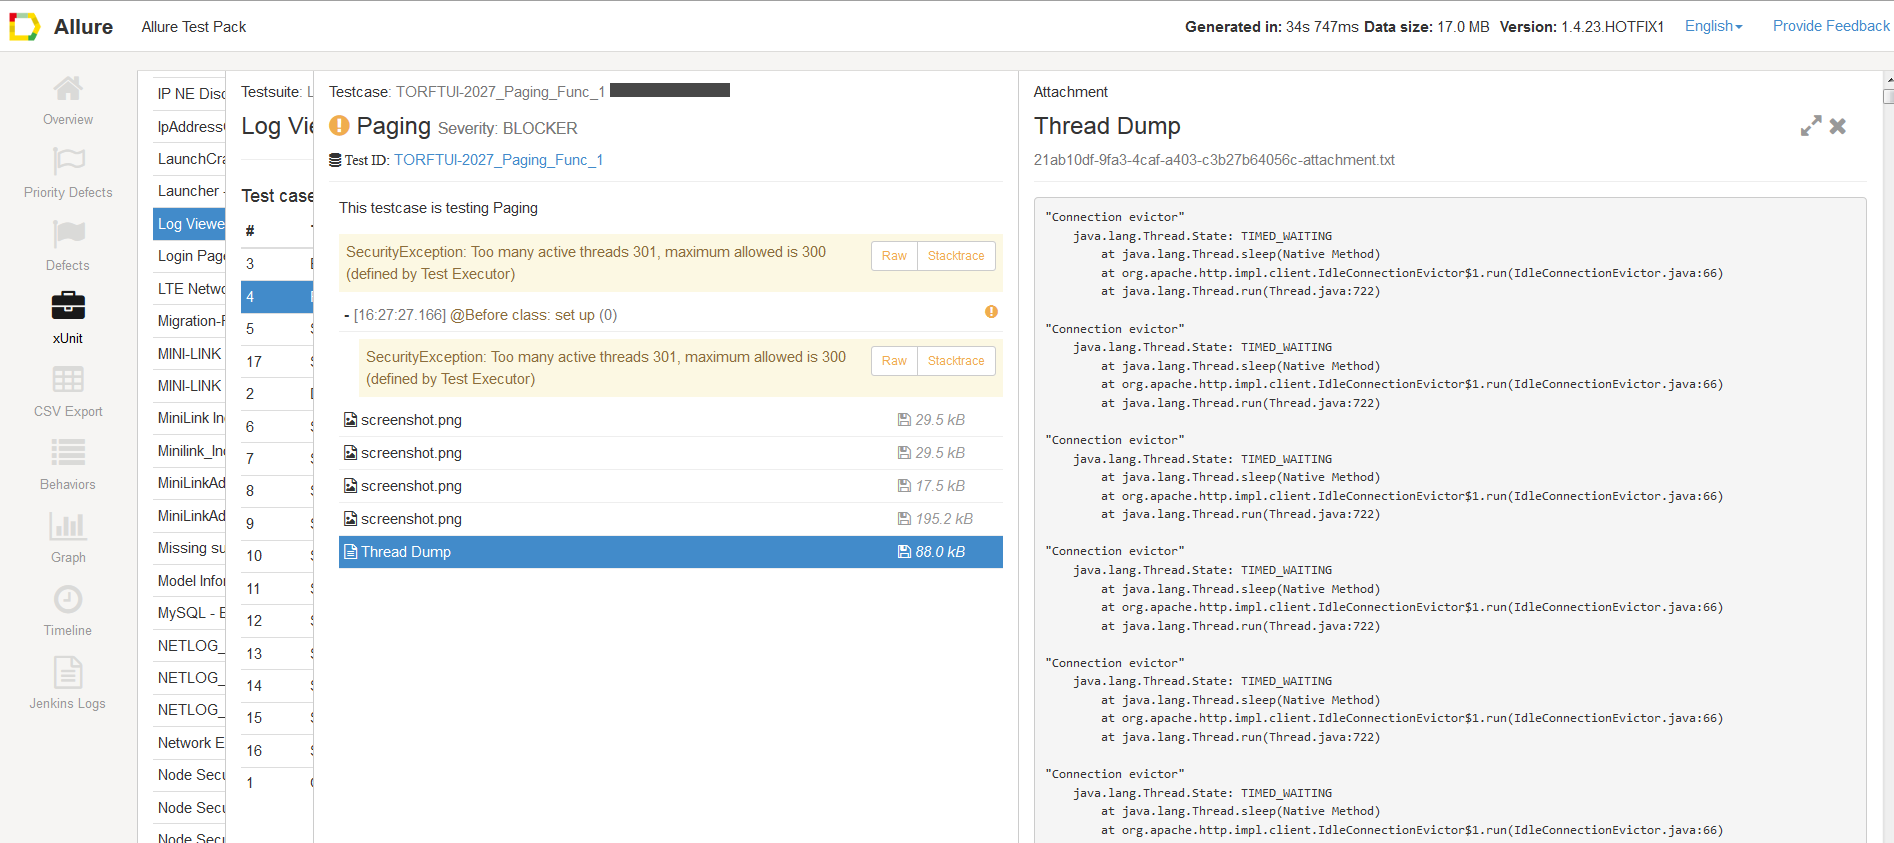 Allure
Allure Test Pack
Generated in: 34s 747ms Data size: 17.0 MB Version: 1.4.23.HOTFIX1
English
Provide Feedback
Overview
Priority Defects
Defects
xUnit
CSV Export
Behaviors
Graph
Timeline
Jenkins Logs
IP NE Disc
IpAddress
LaunchCra
Launcher -
Log Viewe
Login Page
LTE Netwo
Migration-
MINI-LINK
MINI-LINK
MiniLink In
Minilink_In
MiniLinkAd
MiniLinkAd
Missing su
Model Infor
MySQL - E
NETLOG_
NETLOG_
NETLOG_
Network E
Node Secu
Node Secu
Node Secu
Testsuite: L
Log Vie
Test case
#
3
4
5
17
2
6
7
8
9
10
11
12
13
14
15
16
1
Testcase: TORFTUI-2027_Paging_Func_1
Paging Severity: BLOCKER
Test ID: TORFTUI-2027_Paging_Func_1
This testcase is testing Paging
SecurityException: Too many active threads 301, maximum allowed is 300
(defined by Test Executor)
Raw
Stacktrace
- [16:27:27.166] @Before class: set up (0)
SecurityException: Too many active threads 301, maximum allowed is 300
(defined by Test Executor)
Raw
Stacktrace
screenshot.png 29.5 kB
screenshot.png 29.5 kB
screenshot.png 17.5 kB
screenshot.png 195.2 kB
Thread Dump 88.0 kB
Attachment
Thread Dump
21ab10df-9fa3-4caf-a403-c3b27b64056c-attachment.txt
"Connection evictor"
java.lang.Thread.State: TIMED_WAITING
at java.lang.Thread.sleep(Native Method)
at org.apache.http.impl.client.IdleConnectionEvictor$1.run(IdleConnectionEvictor.java:66)
at java.lang.Thread.run(Thread.java:722)
"Connection evictor"
java.lang.Thread.State: TIMED_WAITING
at java.lang.Thread.sleep(Native Method)
at org.apache.http.impl.client.IdleConnectionEvictor$1.run(IdleConnectionEvictor.java:66)
at java.lang.Thread.run(Thread.java:722)
"Connection evictor"
java.lang.Thread.State: TIMED_WAITING
at java.lang.Thread.sleep(Native Method)
at org.apache.http.impl.client.IdleConnectionEvictor$1.run(IdleConnectionEvictor.java:66)
at java.lang.Thread.run(Thread.java:722)
"Connection evictor"
java.lang.Thread.State: TIMED_WAITING
at java.lang.Thread.sleep(Native Method)
at org.apache.http.impl.client.IdleConnectionEvictor$1.run(IdleConnectionEvictor.java:66)
at java.lang.Thread.run(Thread.java:722)
"Connection evictor"
java.lang.Thread.State: TIMED_WAITING
at java.lang.Thread.sleep(Native Method)
at org.apache.http.impl.client.IdleConnectionEvictor$1.run(IdleConnectionEvictor.java:66)
at java.lang.Thread.run(Thread.java:722)
"Connection evictor"
java.lang.Thread.State: TIMED_WAITING
at java.lang.Thread.sleep(Native Method)
at org.apache.http.impl.client.IdleConnectionEvictor$1.run(IdleConnectionEvictor.java:66)